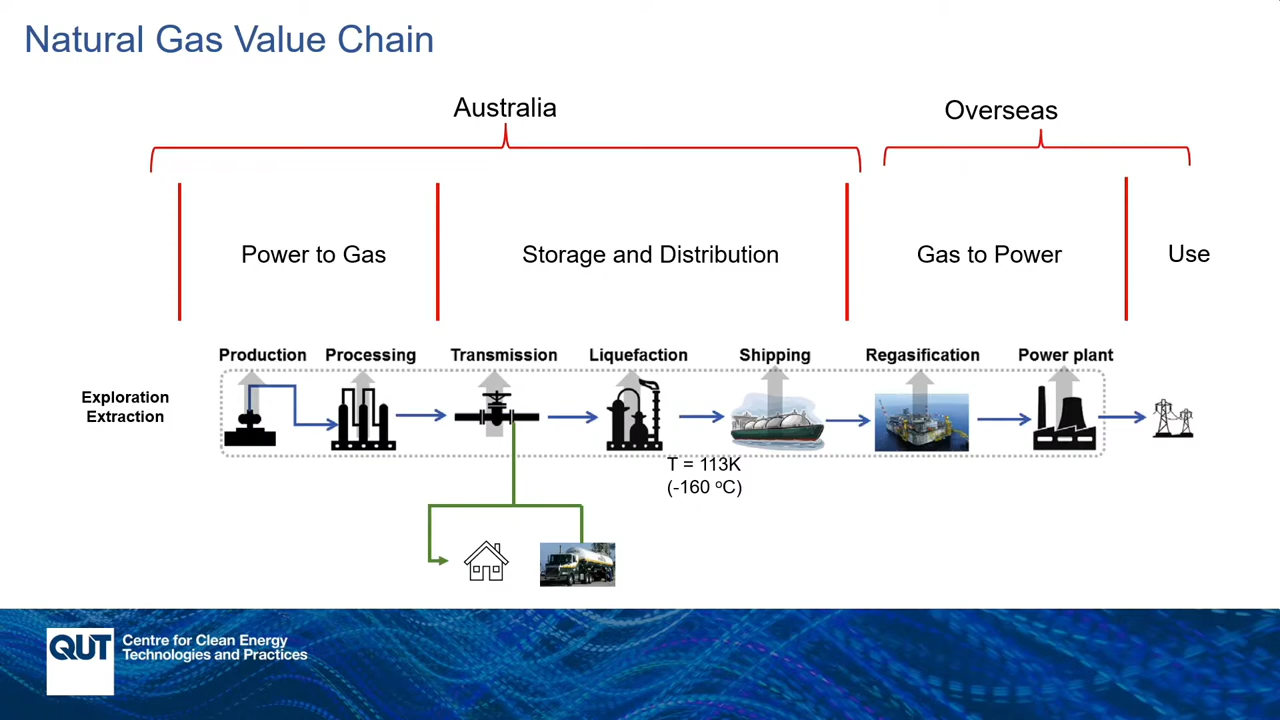 Natural Gas Value Chain
Australia
Overseas
Power to Gas
Storage and Distribution
Gas to Power
Use
Production
Processing
Transmission
Liquefaction
Shipping
Regasification
Power plant
Exploration
Extraction
T = 113K
(-160 ºC)
QUT
Centre for Clean Energy
Technologies and Practices